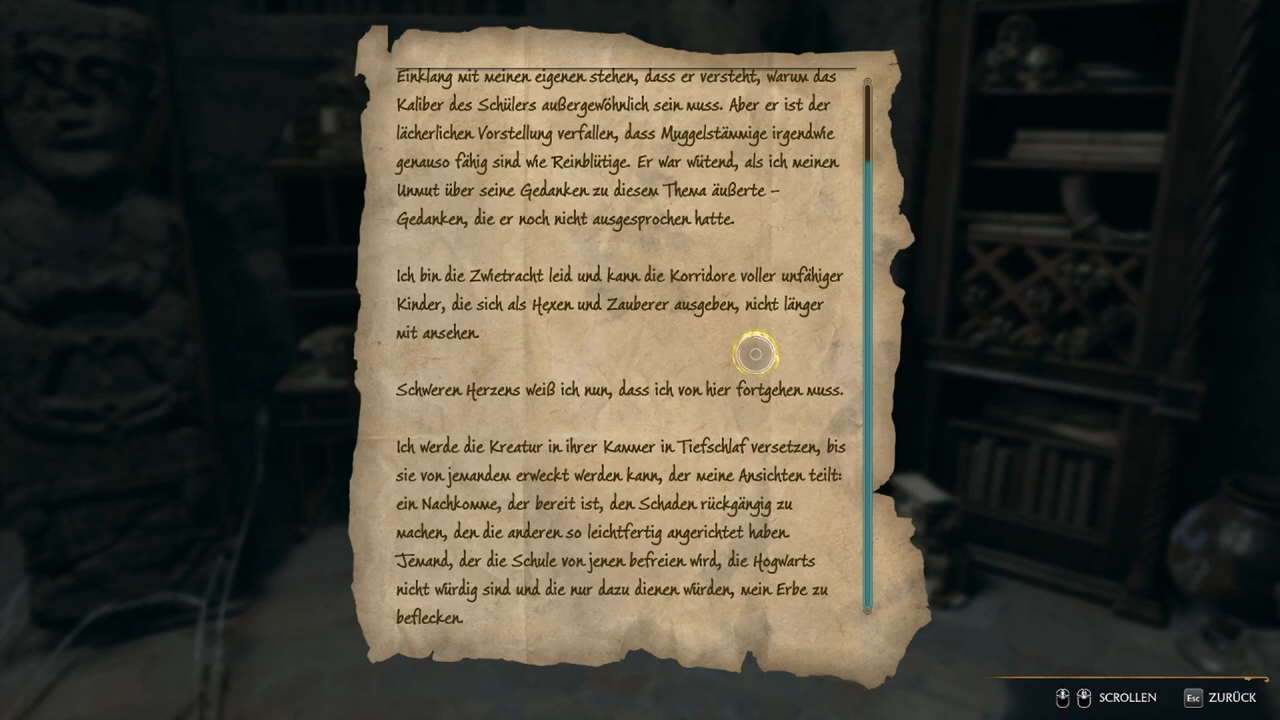 Einklang mit meinen eigenen stehen, dass er versteht, warum das
Kaliber des Schülers außergewöhnlich sein muss. Aber er ist der
lächerlichen Vorstellung verfallen, dass Muggelstämmige irgendwie
genauso fähig sind wie Reinblütige. Er war wütend, als ich meinen
Unmut über seine Gedanken zu diesem Thema äußerte –
Gedanken, die er noch nicht ausgesprochen hatte.
Ich bin die Zwietracht leid und kann die Korridore voller unfähiger
Kinder, die sich als Hexen und Zauberer ausgeben, nicht länger
mit ansehen.
Schweren Herzens weiß ich nun, dass ich von hier fortgehen muss.
Ich werde die Kreatur in ihrer Kammer in Tiefschlaf versetzen, bis
sie von jemandem erweckt werden kann, der meine Ansichten teilt:
ein Nachkomme, der bereit ist, den Schaden rückgängig zu
machen, den die anderen so leichtfertig angerichtet haben.
Jemand, der die Schule von jenen befreien wird, die Hogwarts
nicht würdig sind und die nur dazu dienen würden, mein Erbe zu
beflecken.
SCROLLEN
Esc ZURÜCK